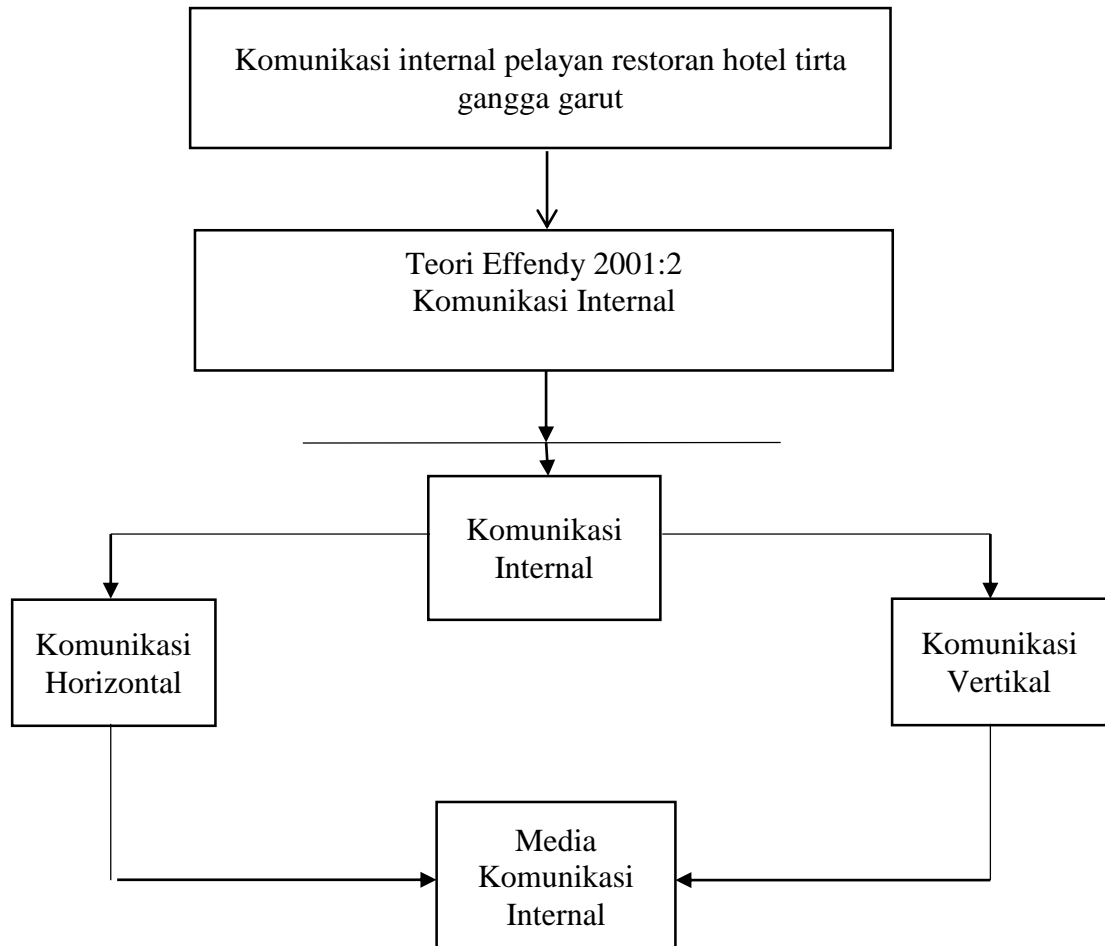 Komunikasi internal pelayan restoran hotel tirta
gangga garut
Teori Effendy 2001:2
Komunikasi Internal
Komunikasi
Internal
Komunikasi
Horizontal
Komunikasi
Vertikal
Media
Komunikasi
Internal